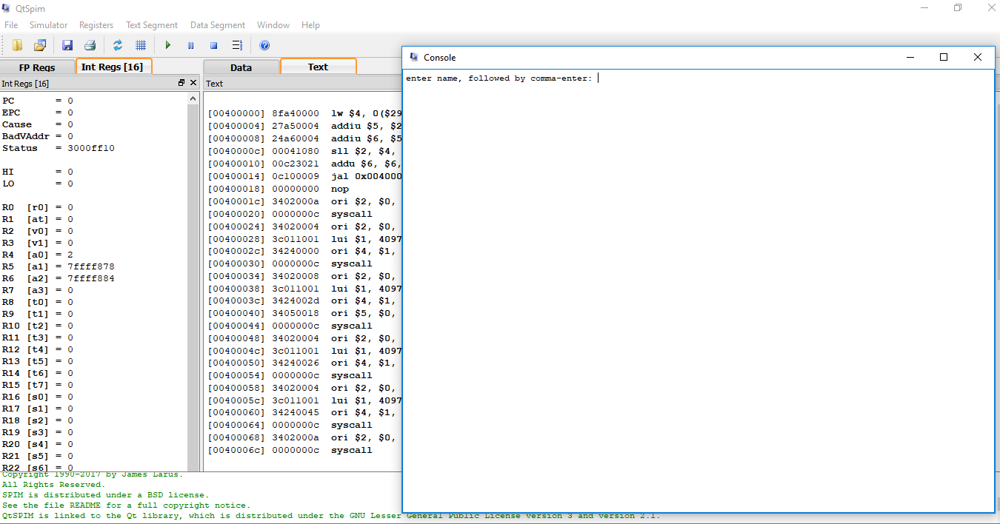 QtSpim
File Simulator Registers Text Segment Data Segment Window Help
FP Regs Int Regs [16] Data Text
Int Regs [16]
PC = 0
EPC = 0
Cause = 0
BadVAddr = 0
Status = 3000ff10
HI = 0
LO = 0
R0 [r0] = 0
R1 [at] = 0
R2 [v0] = 0
R3 [v1] = 0
R4 [a0] = 2
R5 [a1] = 7ffff878
R6 [a2] = 7ffff884
R7 [a3] = 0
R8 [t0] = 0
R9 [t1] = 0
R10 [t2] = 0
R11 [t3] = 0
R12 [t4] = 0
R13 [t5] = 0
R14 [t6] = 0
R15 [t7] = 0
R16 [s0] = 0
R17 [s1] = 0
R18 [s2] = 0
R19 [s3] = 0
R20 [s4] = 0
R21 [s5] = 0
R22 [s6] = 0
Text
[00400000] 8fa40000 lw $4, 0($29
[00400004] 27a50004 addiu $5, $2
[00400008] 24a60004 addiu $6, $5
[0040000c] 00041080 sll $2, $4,
[00400010] 00c23021 addu $6, $6,
[00400014] 0c100009 jal 0x004000
[00400018] 00000000 nop
[0040001c] 3402000a ori $2, $0,
[00400020] 0000000c syscall
[00400024] 34020004 ori $2, $0,
[00400028] 3c011001 lui $1, 4097
[0040002c] 34240000 ori $4, $1,
[00400030] 0000000c syscall
[00400034] 34020008 ori $2, $0,
[00400038] 3c011001 lui $1, 4097
[0040003c] 3424002d ori $4, $1,
[00400040] 34050018 ori $5, $0,
[00400044] 0000000c syscall
[00400048] 34020004 ori $2, $0,
[0040004c] 3c011001 lui $1, 4097
[00400050] 34240026 ori $4, $1,
[00400054] 0000000c syscall
[00400058] 34020004 ori $2, $0,
[0040005c] 3c011001 lui $1, 4097
[00400060] 34240045 ori $4, $1,
[00400064] 0000000c syscall
[00400068] 3402000a ori $2, $0,
[0040006c] 0000000c syscall
Console
enter name, followed by comma-enter:
Copyright 1990-2017 by James Larus.
All Rights Reserved.
SPIM is distributed under a BSD license.
See the file README for a full copyright notice.
QtSPIM is linked to the Qt library, which is distributed under the GNU Lesser General Public License version 3 and version 2.1.